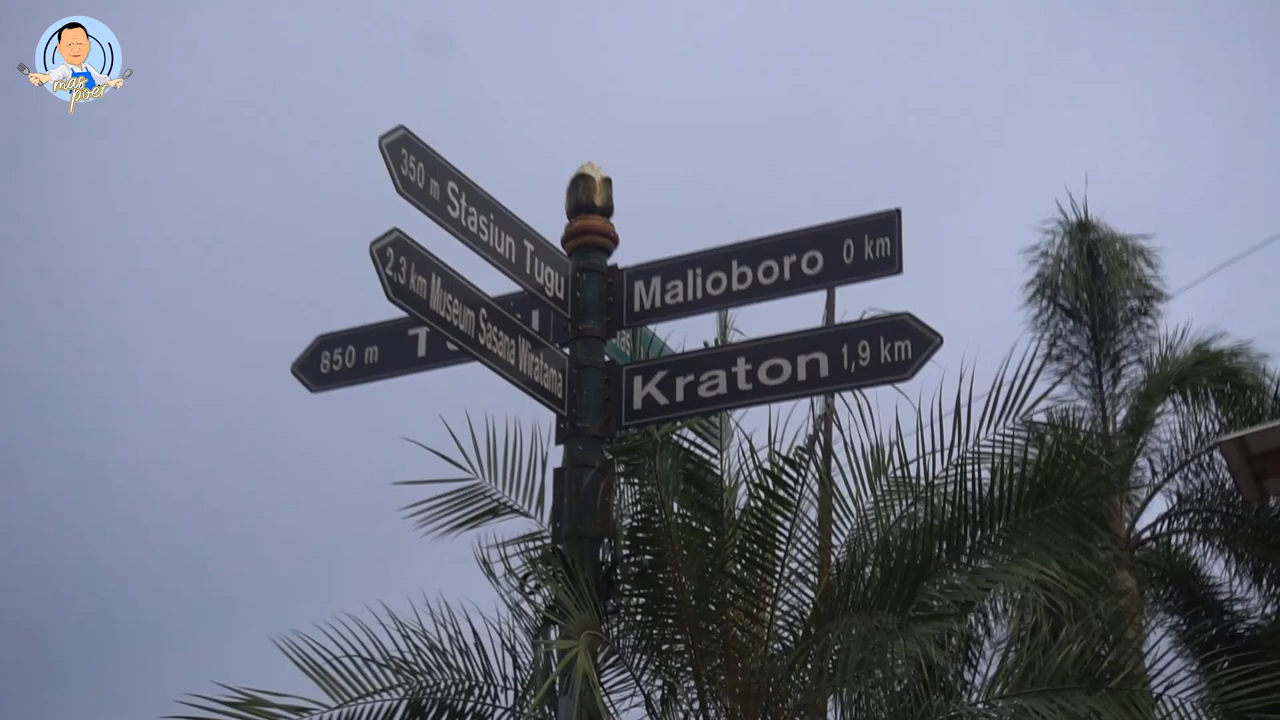 mas
poer
350 m Stasiun Tugu
Malioboro 0 km
2,3 km Museum Sasana Wiratama
850 m
Kraton 1,9 km